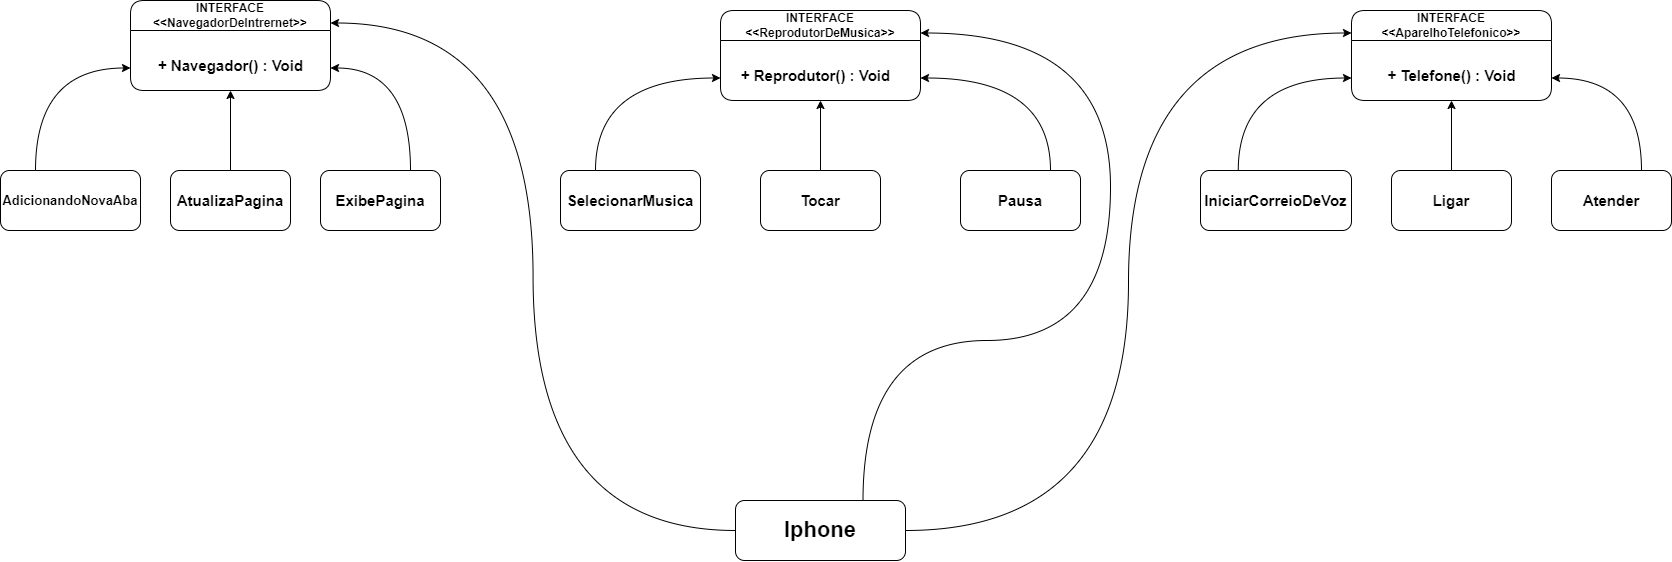 INTERFACE
<<NavegadorDeIntrernet>>
+ Navegador() : Void
AdicionandoNovaAba
AtualizaPagina
ExibePagina
INTERFACE
<<ReprodutorDeMusica>>
+ Reprodutor() : Void
SelecionarMusica
Tocar
Pausa
INTERFACE
<<AparelhoTelefonico>>
+ Telefone() : Void
IniciarCorreioDeVoz
Ligar
Atender
Iphone